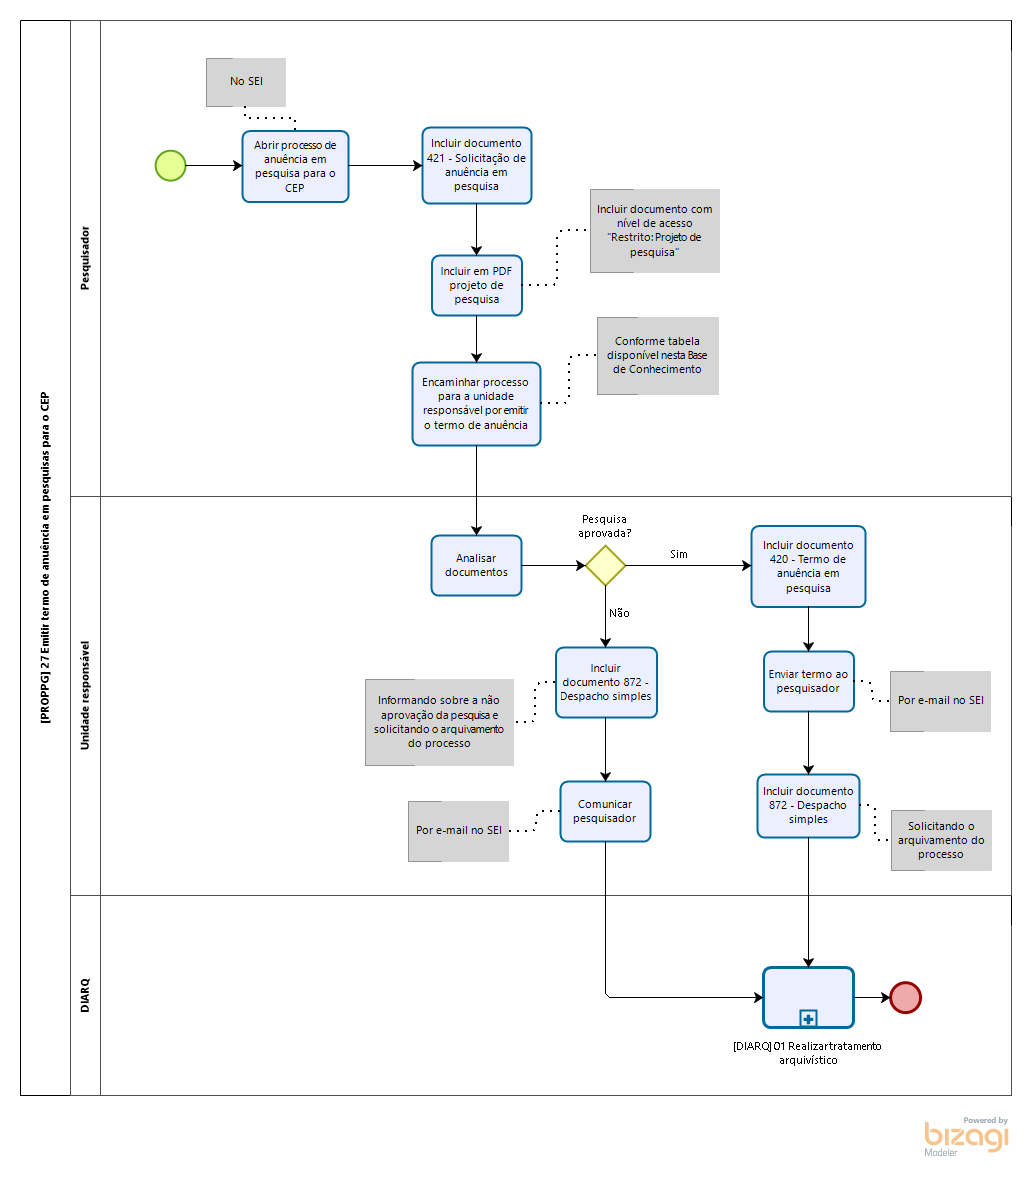 [PROPPG] 27 Emitir termo de anuência em pesquisas para o CEP
Pesquisador
No SEI
Abrir processo de
anuência em
pesquisa para o
CEP
Incluir documento
421 - Solicitação de
anuência em
pesquisa
Incluir documento com
nível de acesso
"Restrito: Projeto de
pesquisa"
Incluir em PDF
projeto de
pesquisa
Conforme tabela
disponível nesta Base
de Conhecimento
Encaminhar processo
para a unidade
responsável por emitir
o termo de anuência
Unidade responsável
Analisar
documentos
Pesquisa
aprovada?
Sim
Não
Incluir documento
420 - Termo de
anuência em
pesquisa
Incluir
documento 872 -
Despacho simples
Informando sobre a não
aprovação da pesquisa e
solicitando o arquivamento
do processo
Enviar termo ao
pesquisador
Por e-mail no SEI
Comunicar
pesquisador
Por e-mail no SEI
Incluir documento
872 - Despacho
simples
Solicitando o
arquivamento do
processo
DIARQ
[DIARQ] 01 Realizar tratamento
arquivístico
Powered by
bizagi
Modeler